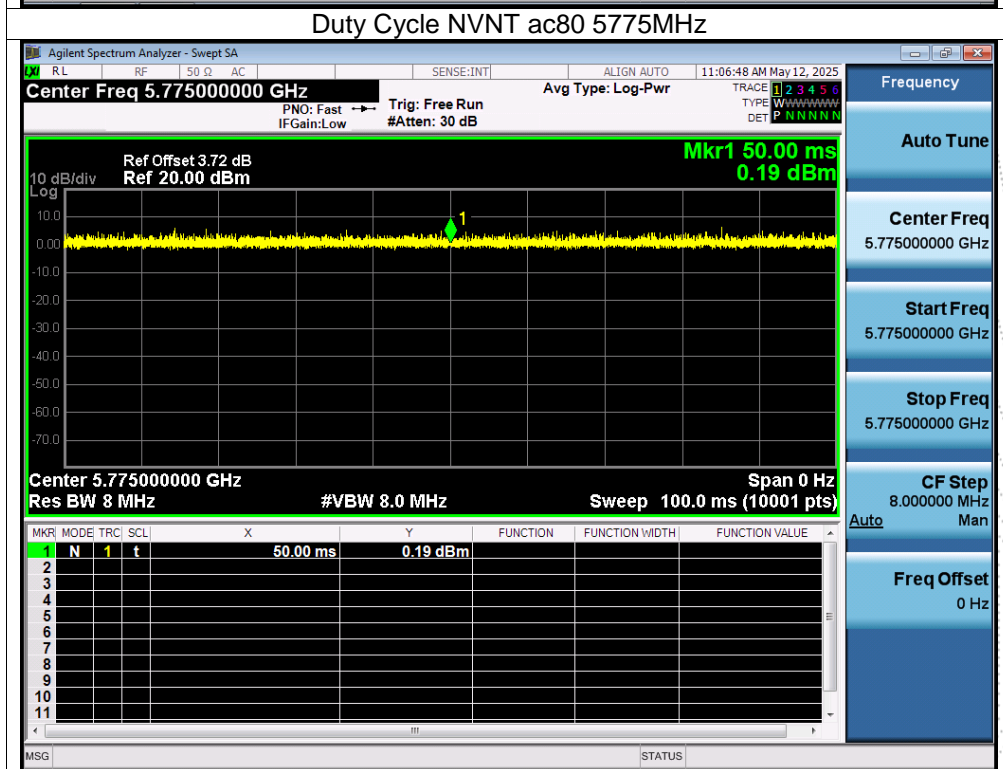 Duty Cycle NVNT ac80 5775MHz
Agilent Spectrum Analyzer - Swept SA
LXI RL RF 50 Ω AC SENSE:INT ALIGN AUTO 11:06:48 AM May 12, 2025
Center Freq 5.775000000 GHz
PNO: Fast
IFGain:Low
Trig: Free Run
#Atten: 30 dB
Avg Type: Log-Pwr
TRACE 1 2 3 4 5 6
TYPE WWWWWW
DET P N N N N N
Frequency
Mkr1 50.00 ms
0.19 dBm
Ref Offset 3.72 dB
10 dB/div Ref 20.00 dBm
Log
10.0
0.00
-10.0
-20.0
-30.0
-40.0
-50.0
-60.0
-70.0
1
Center 5.775000000 GHz Span 0 Hz
Res BW 8 MHz #VBW 8.0 MHz Sweep 100.0 ms (10001 pts)
MKR MODE TRC SCL X Y FUNCTION FUNCTION WIDTH FUNCTION VALUE
1 N 1 t 50.00 ms 0.19 dBm
2
3
4
5
6
7
8
9
10
11
Auto Tune
Center Freq
5.775000000 GHz
Start Freq
5.775000000 GHz
Stop Freq
5.775000000 GHz
CF Step
8.000000 MHz
Auto Man
Freq Offset
0 Hz
MSG STATUS